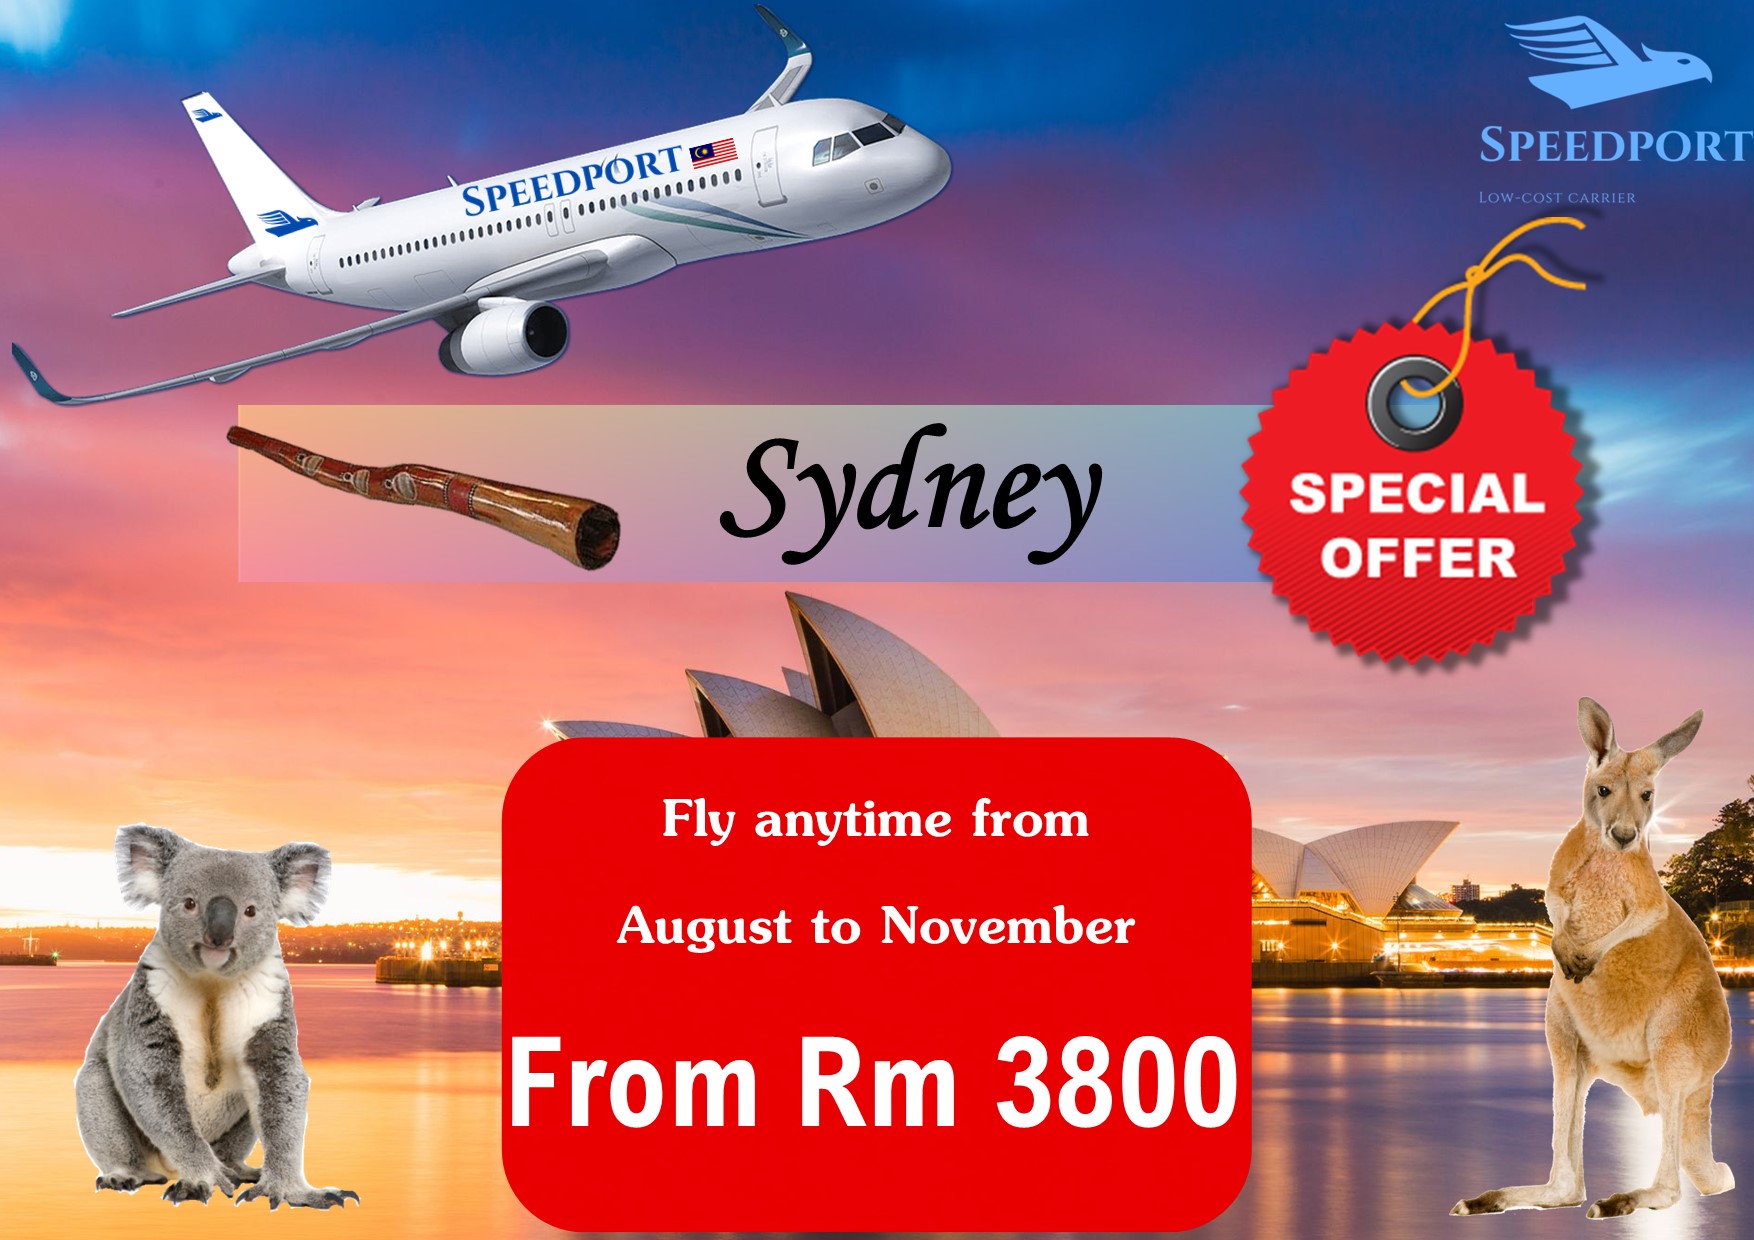 SPEEDPORT
LOW-COST CARRIER
SPEEDPORT
Sydney
SPECIAL
OFFER
Fly anytime from
August to November
From Rm 3800